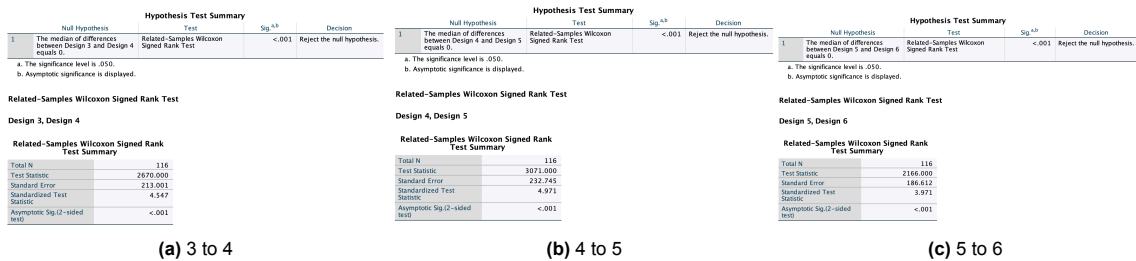 Hypothesis Test Summary
Null Hypothesis Test Sig.a,b Decision
1 The median of differences between Design 3 and Design 4 equals 0. Related-Samples Wilcoxon Signed Rank Test <.001 Reject the null hypothesis.
a. The significance level is .050.
b. Asymptotic significance is displayed.
Related-Samples Wilcoxon Signed Rank Test
Design 3, Design 4
Related-Samples Wilcoxon Signed Rank
Test Summary
Total N 116
Test Statistic 2670.000
Standard Error 213.001
Standardized Test Statistic 4.547
Asymptotic Sig.(2-sided test) <.001
(a) 3 to 4
Hypothesis Test Summary
Null Hypothesis Test Sig.a,b Decision
1 The median of differences between Design 4 and Design 5 equals 0. Related-Samples Wilcoxon Signed Rank Test <.001 Reject the null hypothesis.
a. The significance level is .050.
b. Asymptotic significance is displayed.
Related-Samples Wilcoxon Signed Rank Test
Design 4, Design 5
Related-Samples Wilcoxon Signed Rank
Test Summary
Total N 116
Test Statistic 3071.000
Standard Error 232.745
Standardized Test Statistic 4.971
Asymptotic Sig.(2-sided test) <.001
(b) 4 to 5
Hypothesis Test Summary
Null Hypothesis Test Sig.a,b Decision
1 The median of differences between Design 5 and Design 6 equals 0. Related-Samples Wilcoxon Signed Rank Test <.001 Reject the null hypothesis.
a. The significance level is .050.
b. Asymptotic significance is displayed.
Related-Samples Wilcoxon Signed Rank Test
Design 5, Design 6
Related-Samples Wilcoxon Signed Rank
Test Summary
Total N 116
Test Statistic 2166.000
Standard Error 186.612
Standardized Test Statistic 3.971
Asymptotic Sig.(2-sided test) <.001
(c) 5 to 6